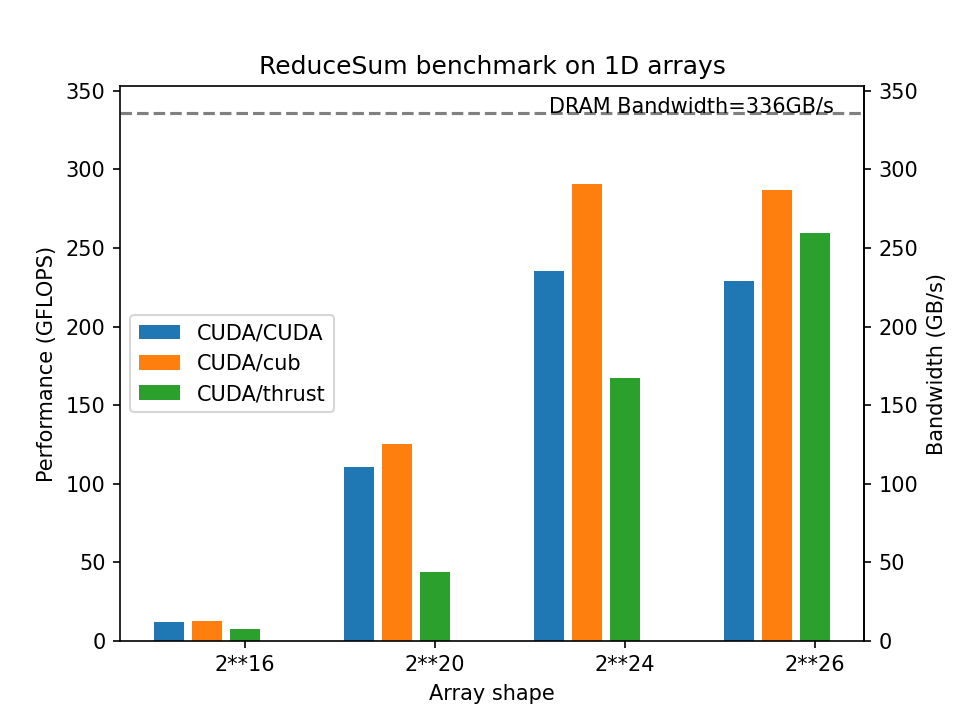 ReduceSum benchmark on 1D arrays
DRAM Bandwidth=336GB/s
Performance (GFLOPS)
350
300
250
200
150
100
50
0
CUDA/CUDA
CUDA/cub
CUDA/thrust
350
300
250
200
150
100
50
0
Bandwidth (GB/s)
2**16 2**20 2**24 2**26
Array shape